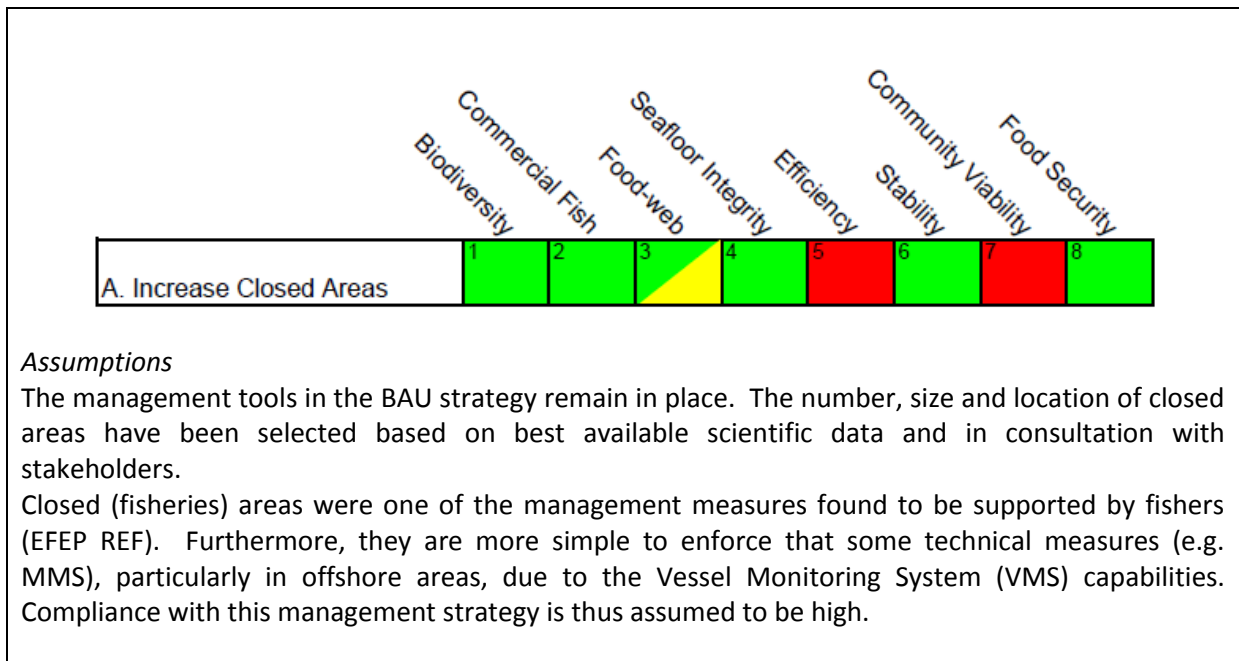 Biodiversity
Commercial Fish
Food-web
Seafloor Integrity
Efficiency
Stability
Community Viability
Food Security
A. Increase Closed Areas 1 2 3 4 5 6 7 8
Assumptions
The management tools in the BAU strategy remain in place. The number, size and location of closed
areas have been selected based on best available scientific data and in consultation with
stakeholders.
Closed (fisheries) areas were one of the management measures found to be supported by fishers
(EFEP REF). Furthermore, they are more simple to enforce that some technical measures (e.g.
MMS), particularly in offshore areas, due to the Vessel Monitoring System (VMS) capabilities.
Compliance with this management strategy is thus assumed to be high.